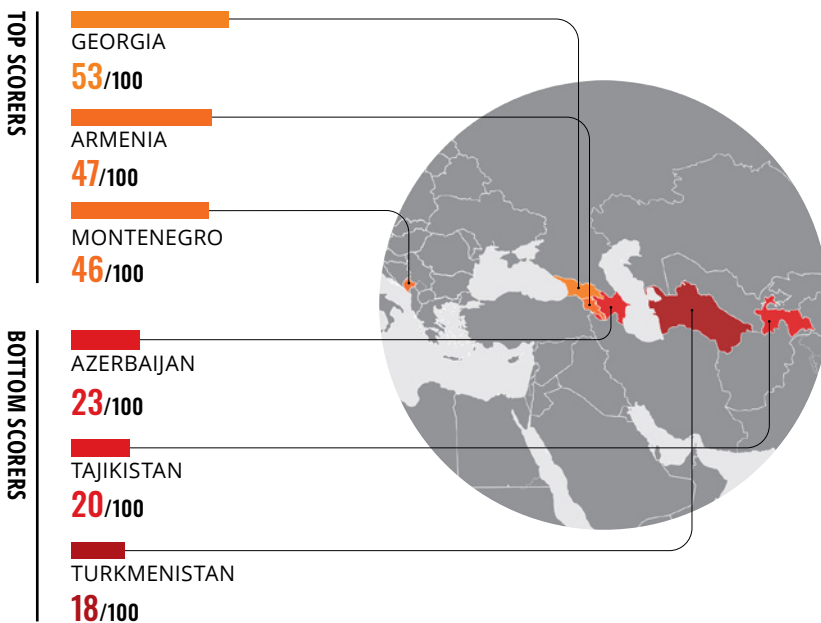 TOP SCORERS
GEORGIA
53/100
ARMENIA
47/100
MONTENEGRO
46/100
BOTTOM SCORERS
AZERBAIJAN
23/100
TAJIKISTAN
20/100
TURKMENISTAN
18/100